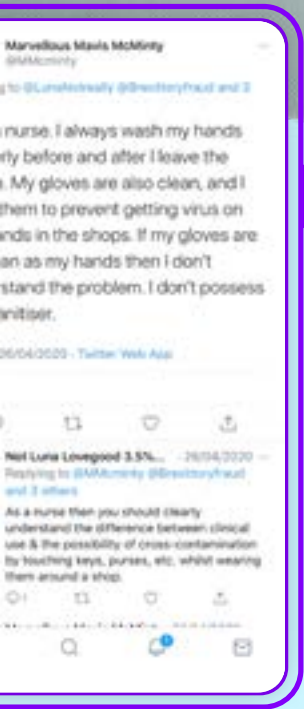 Marvellous Mavis McMinty
@MMcminty
g to @LunaNotreally @Brexitoryfraud and 3
nurse. I always wash my hands
rly before and after I leave the
. My gloves are also clean, and I
them to prevent getting virus on
ands in the shops. If my gloves are
an as my hands then I don't
rstand the problem. I don't possess
anitiser.
26/04/2020 · Twitter Web App
Not Luna Lovegood 3.5%... · 26/04/2020
Replying to @MMcminty @Brexitoryfraud
and 3 others
As a nurse then you should clearly
understand the difference between clinical
use & the possibility of cross-contamination
by touching keys, purses, etc. whilst wearing
them around a shop.
1